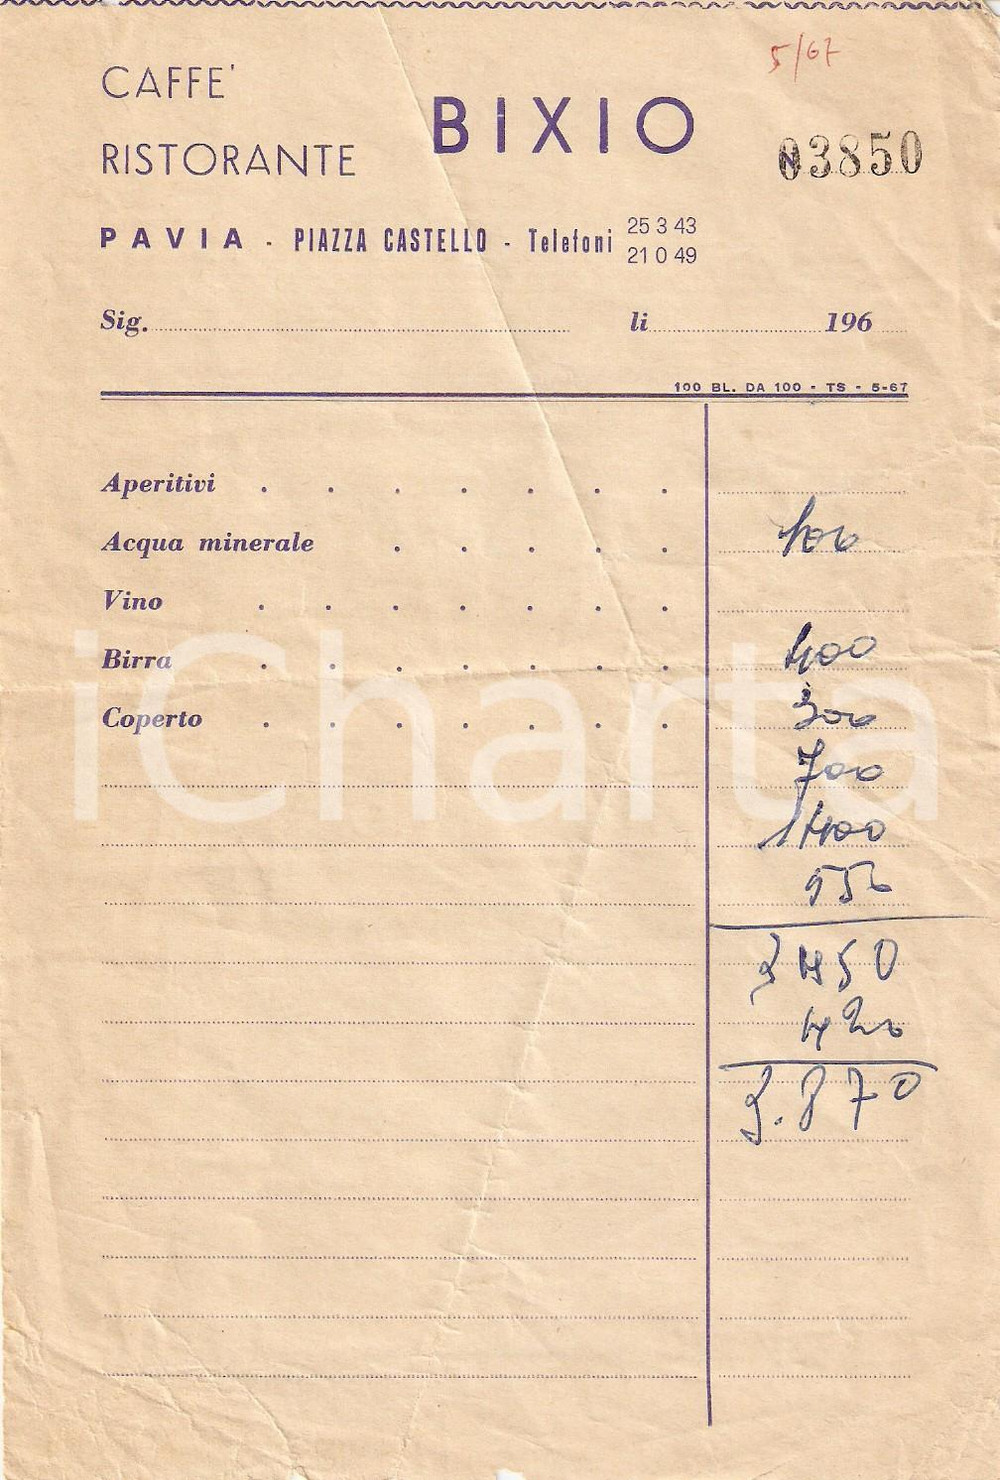 5/67
CAFFE' BIXIO
RISTORANTE
N 03850
PAVIA - PIAZZA CASTELLO - Telefoni 25 3 43
21 0 49
Sig. li 196
100 BL. DA 100 - TS - 5-67
Aperitivi
Acqua minerale 100
Vino
Birra 400
Coperto 300
700
1400
550
3450
420
3.870
iCharta